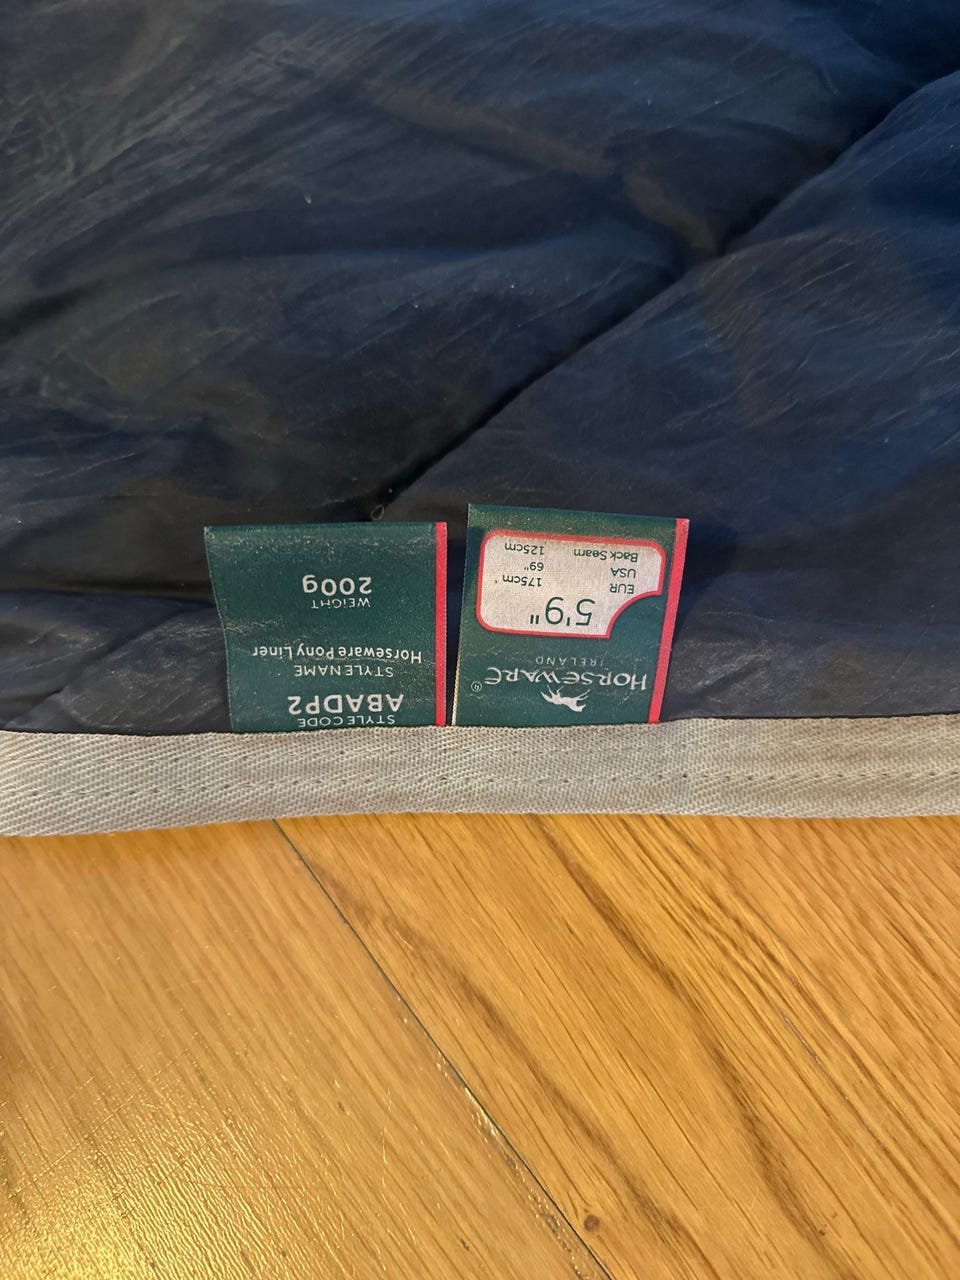 HORSEWARE®
IRELAND
5'9"
EUR 175cm
USA 69"
Back Seam 125cm
STYLE CODE
ABADP2
STYLE NAME
Horseware Pony Liner
WEIGHT
200g